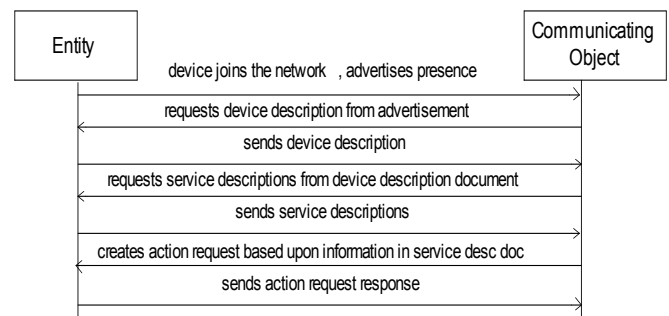 Entity
Communicating
Object
device joins the network , advertises presence
requests device description from advertisement
sends device description
requests service descriptions from device description document
sends service descriptions
creates action request based upon information in service desc doc
sends action request response